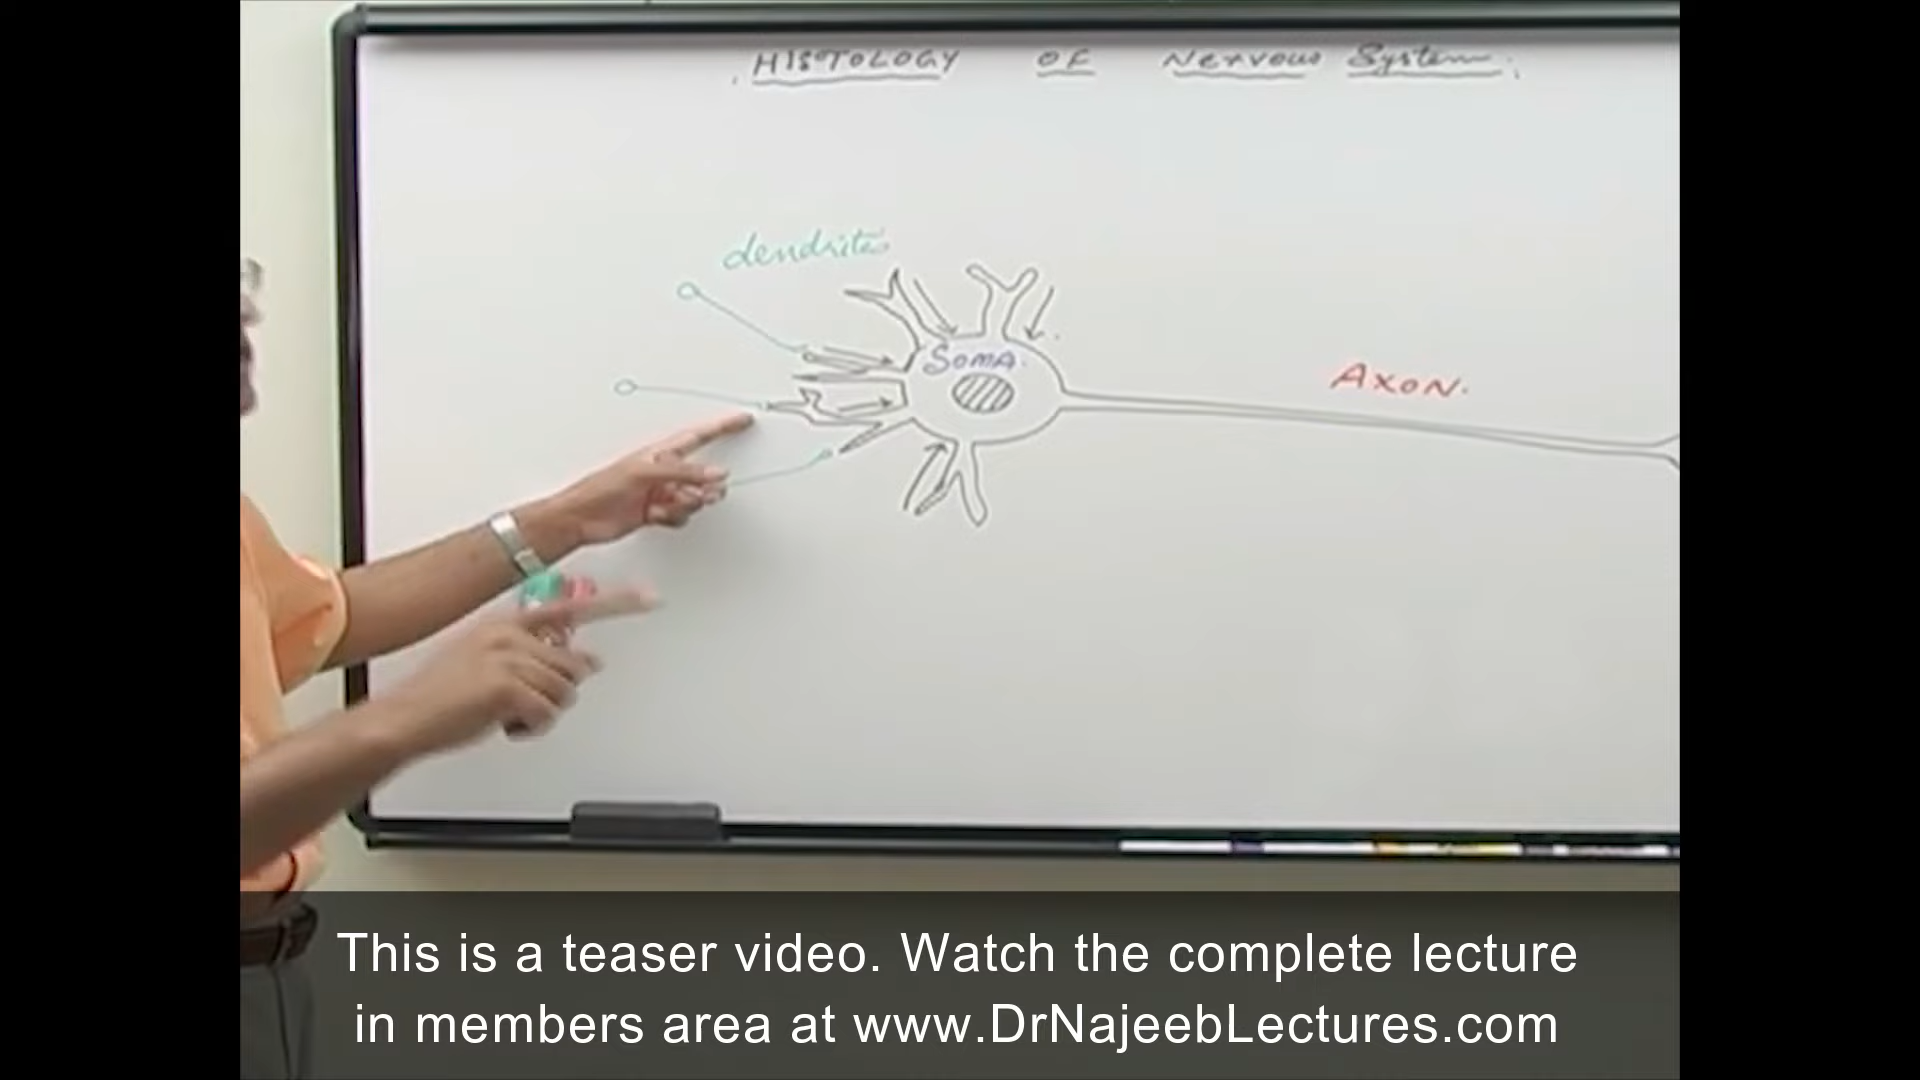 HISTOLOGY OF Nervous System.
dendrites
SOMA.
AXON.
This is a teaser video. Watch the complete lecture
in members area at www.DrNajeebLectures.com